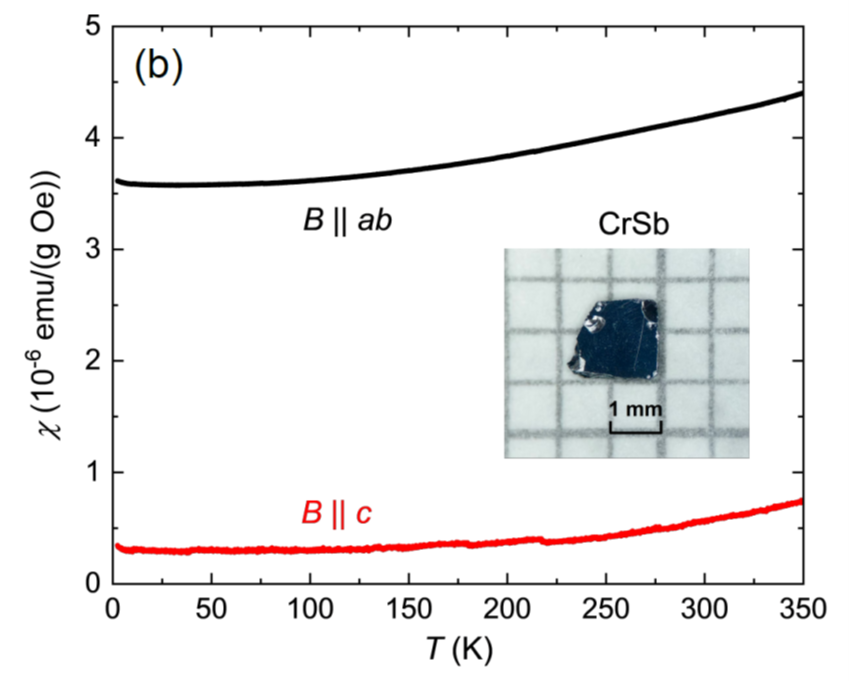 (b)
χ (10⁻⁶ emu/(g Oe))
5
4
3
2
1
0
B || ab
CrSb
1 mm
B || c
0 50 100 150 200 250 300 350
T (K)